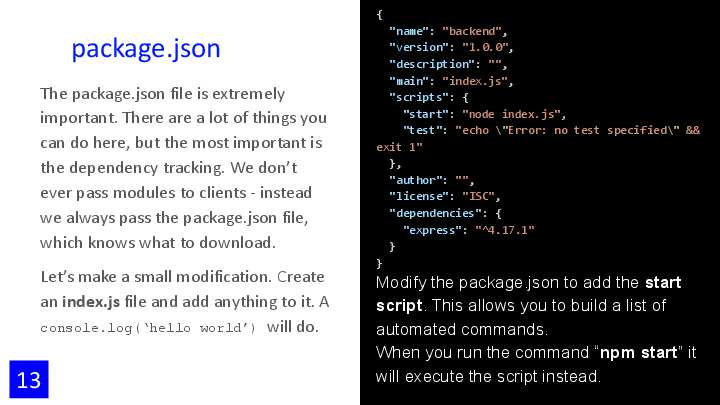 package.json
The package.json file is extremely
important. There are a lot of things you
can do here, but the most important is
the dependency tracking. We don’t
ever pass modules to clients - instead
we always pass the package.json file,
which knows what to download.
Let’s make a small modification. Create
an index.js file and add anything to it. A
console.log(‘hello world’) will do.
13
{
  "name": "backend",
  "version": "1.0.0",
  "description": "",
  "main": "index.js",
  "scripts": {
    "start": "node index.js",
    "test": "echo \"Error: no test specified\" &&
exit 1"
  },
  "author": "",
  "license": "ISC",
  "dependencies": {
    "express": "^4.17.1"
  }
}
Modify the package.json to add the start
script. This allows you to build a list of
automated commands.
When you run the command “npm start” it
will execute the script instead.